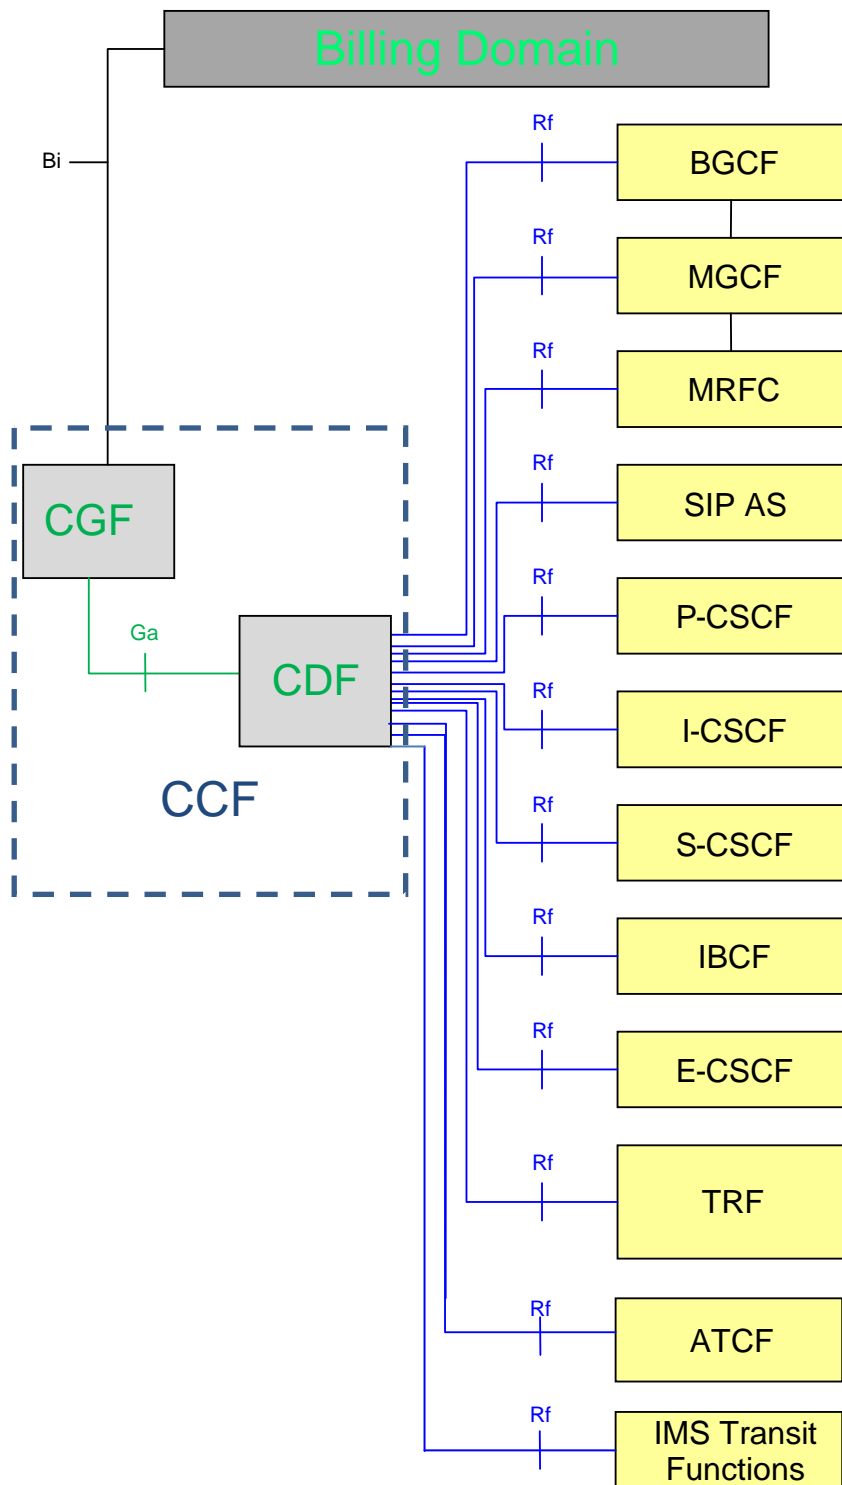 Billing Domain
Bi
Rf
BGCF
Rf
MGCF
Rf
MRFC
Rf
SIP AS
CGF
Rf
P-CSCF
Ga
CDF
Rf
I-CSCF
CCF
Rf
S-CSCF
Rf
IBCF
Rf
E-CSCF
Rf
TRF
Rf
ATCF
Rf
IMS Transit
Functions